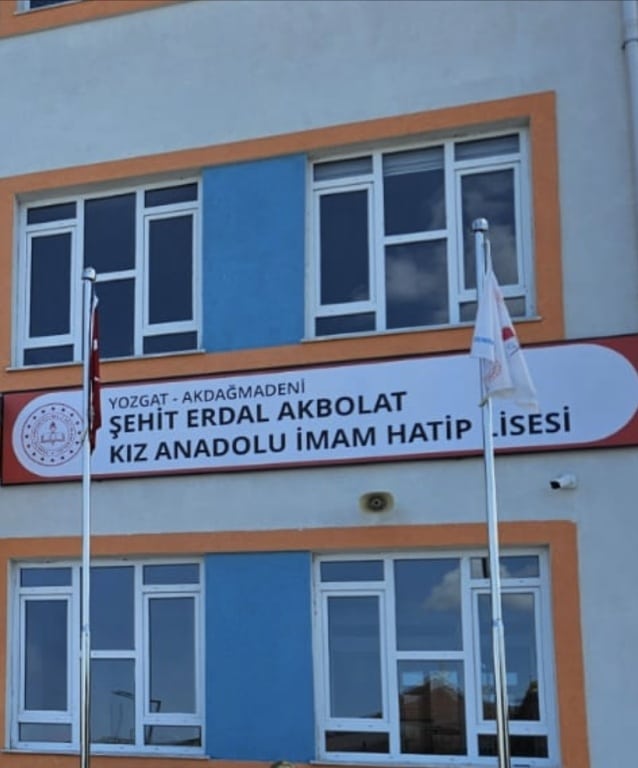 YOZGAT - AKDAĞMADENİ
ŞEHİT ERDAL AKBOLAT
KIZ ANADOLU İMAM HATİP LİSESİ